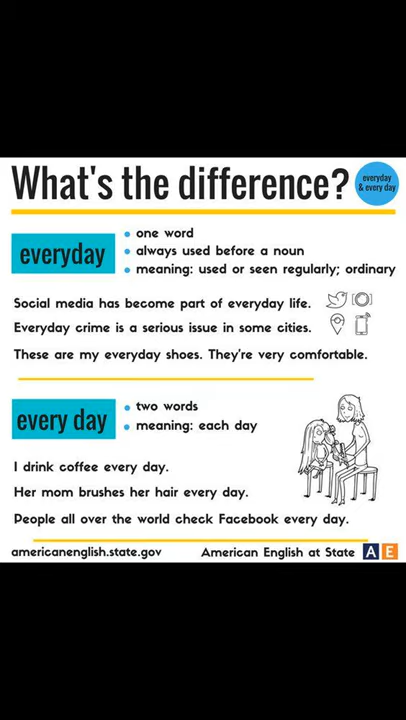 What's the difference?
everyday
& every day
everyday
• one word
• always used before a noun
• meaning: used or seen regularly; ordinary
Social media has become part of everyday life.
Everyday crime is a serious issue in some cities.
These are my everyday shoes. They're very comfortable.
every day
• two words
• meaning: each day
I drink coffee every day.
Her mom brushes her hair every day.
People all over the world check Facebook every day.
americanenglish.state.gov
American English at State
A E